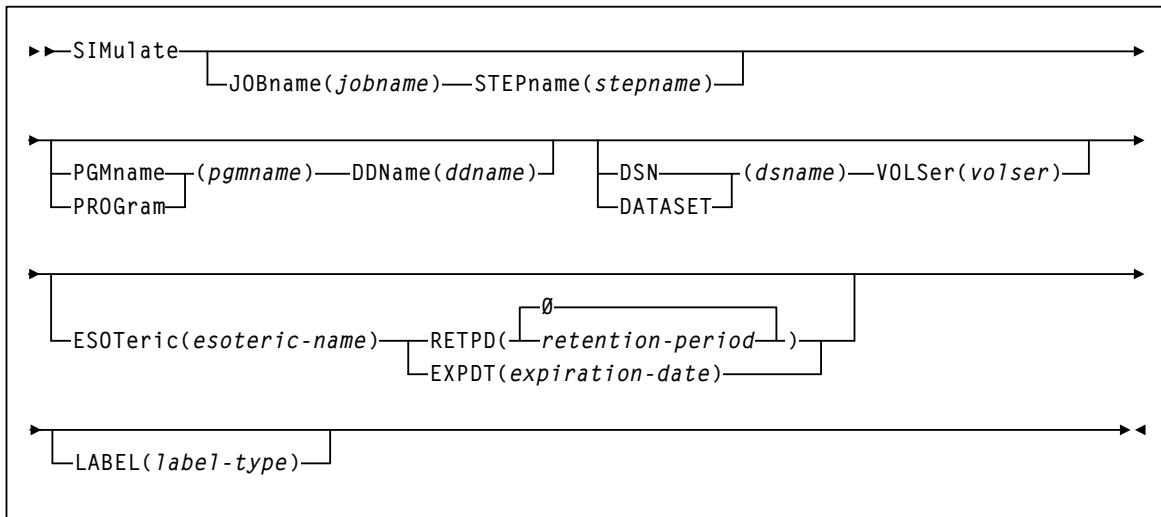 SIMulate
JOBname(jobname) STEPname(stepname)
PGMname (pgmname) DDName(ddname) DSN (dsname) VOLSer(volser)
PROGram DATASET
Ø
ESOTeric(esoteric-name) RETPD( retention-period )
EXPDT(expiration-date)
LABEL(label-type)